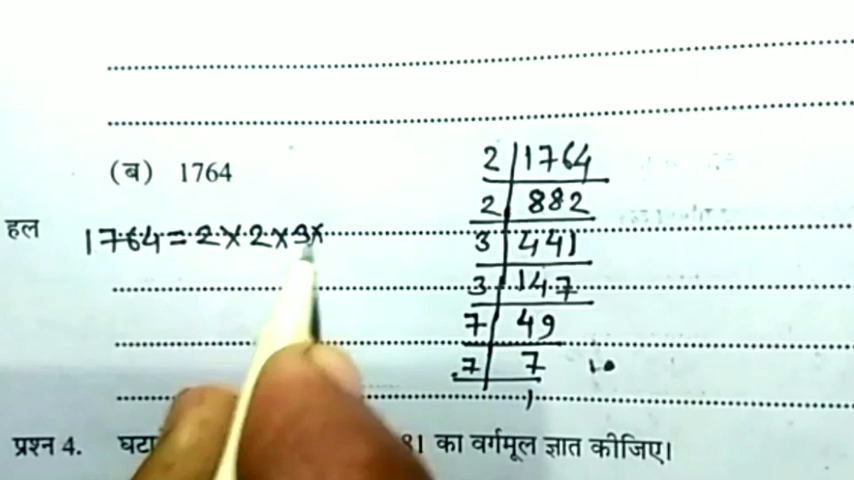 (ब) 1764
हल
1764 = 2 × 2 × 3 ×
2 | 1764
2 | 882
3 | 441
3 | 147
7 | 49
7 | 7
1
प्रश्न 4. घटा 81 का वर्गमूल ज्ञात कीजिए।